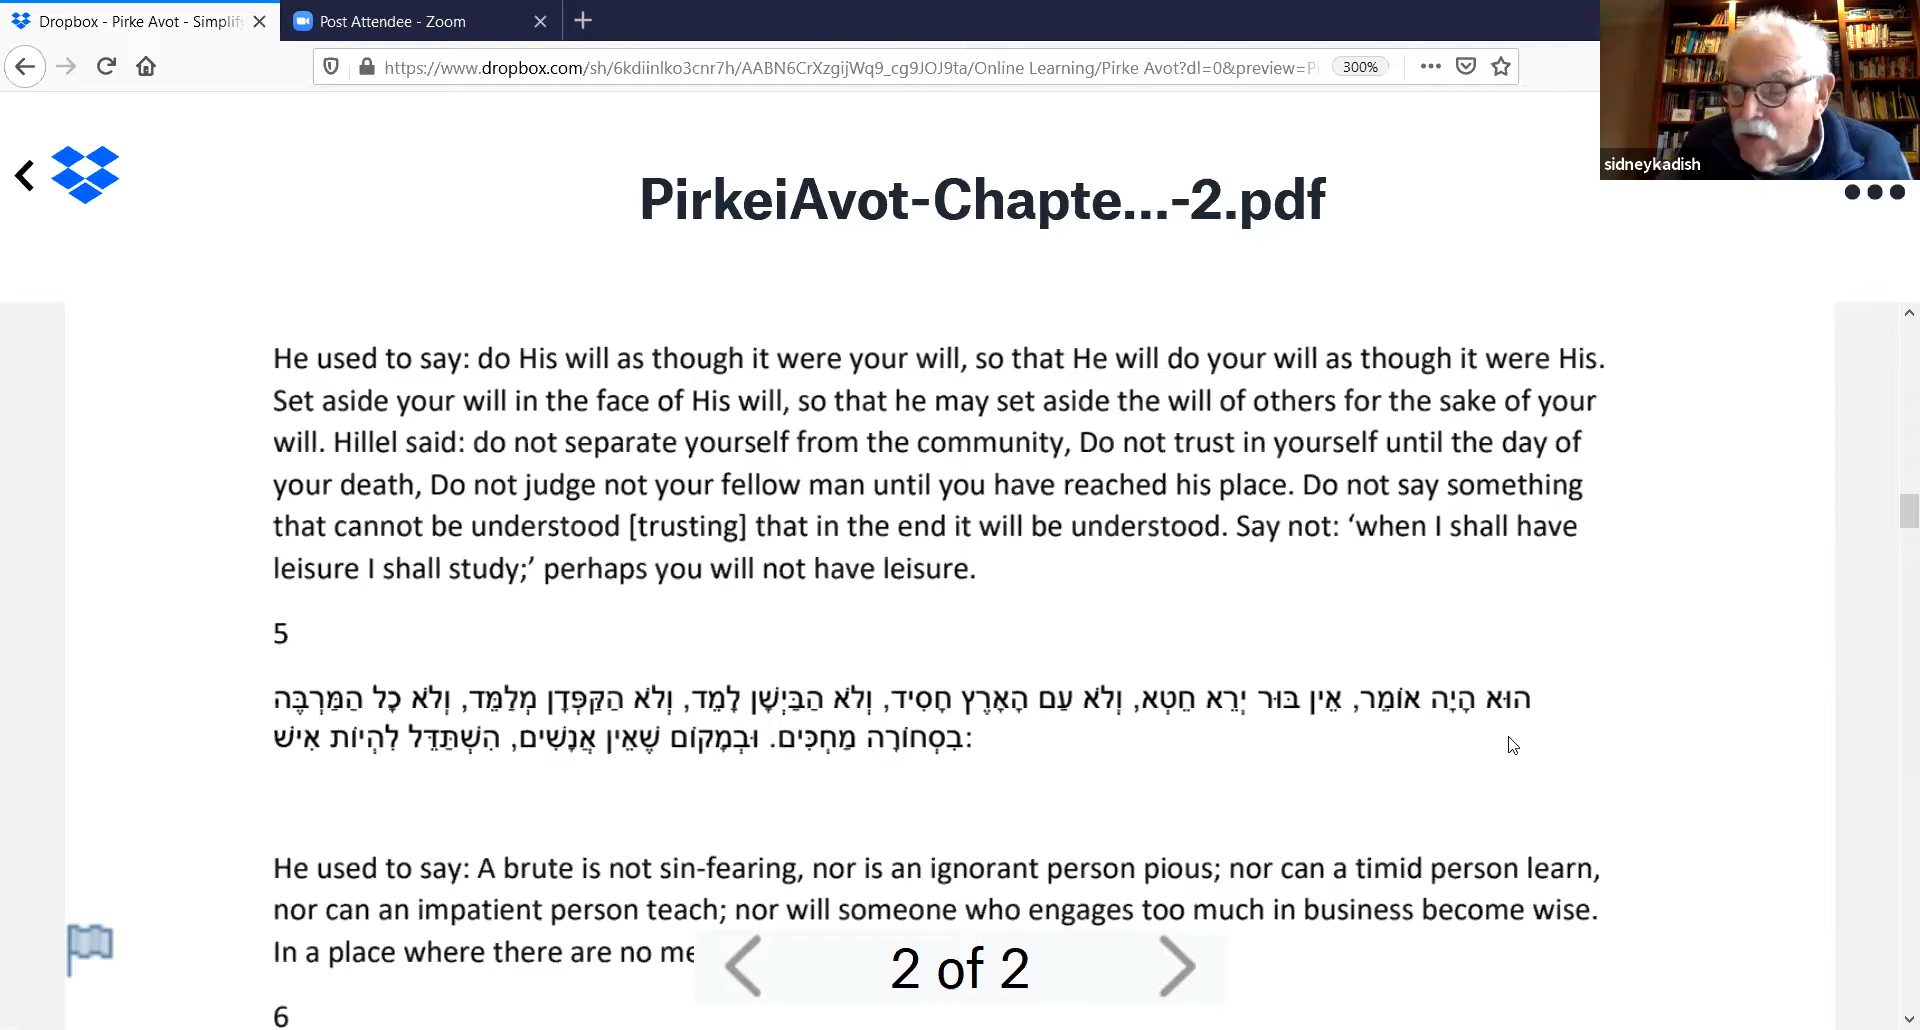 Dropbox - Pirke Avot - Simplify
Post Attendee - Zoom
https://www.dropbox.com/sh/6kdiinlko3cnr7h/AABN6CrXzgijWq9_cg9JOJ9ta/Online Learning/Pirke Avot?dl=0&preview=P
300%
sidneykadish
PirkeiAvot-Chapte...-2.pdf
He used to say: do His will as though it were your will, so that He will do your will as though it were His.
Set aside your will in the face of His will, so that he may set aside the will of others for the sake of your
will. Hillel said: do not separate yourself from the community, Do not trust in yourself until the day of
your death, Do not judge not your fellow man until you have reached his place. Do not say something
that cannot be understood [trusting] that in the end it will be understood. Say not: ‘when I shall have
leisure I shall study;’ perhaps you will not have leisure.
5
הוּא הָיָה אוֹמֵר, אֵין בּוּר יְרֵא חֵטְא, וְלֹא עַם הָאָרֶץ חָסִיד, וְלֹא הַבַּיְשָׁן לָמֵד, וְלֹא הַקַּפְּדָן מְלַמֵּד, וְלֹא כָל הַמַּרְבֶּה
בִסְחוֹרָה מַחְכִּים. וּבְמָקוֹם שֶׁאֵין אֲנָשִׁים, הִשְׁתַּדֵּל לִהְיוֹת אִישׁ:
He used to say: A brute is not sin-fearing, nor is an ignorant person pious; nor can a timid person learn,
nor can an impatient person teach; nor will someone who engages too much in business become wise.
In a place where there are no me
2 of 2
6